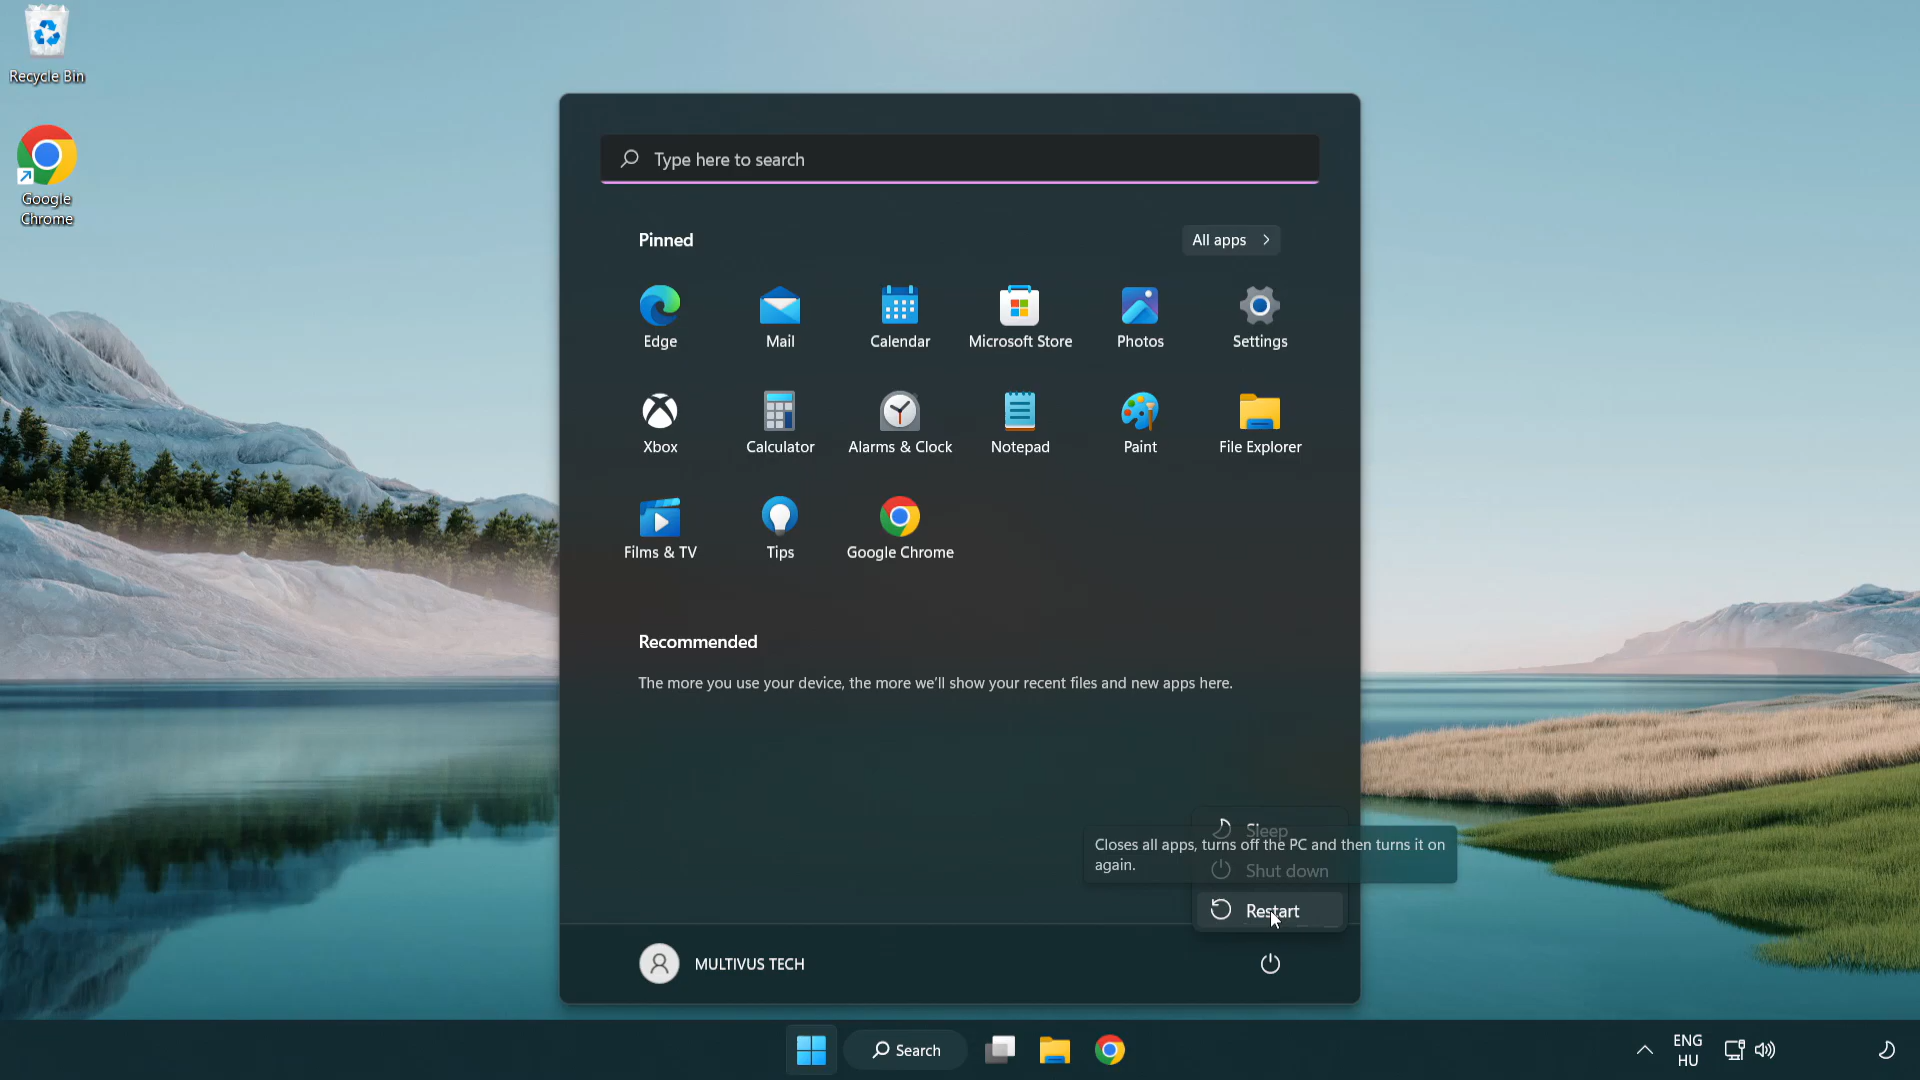 Recycle Bin
Google
Chrome
Type here to search
Pinned
All apps
Edge
Mail
Calendar
Microsoft Store
Photos
Settings
Xbox
Calculator
Alarms & Clock
Notepad
Paint
File Explorer
Films & TV
Tips
Google Chrome
Recommended
The more you use your device, the more we'll show your recent files and new apps here.
Sleep
Closes all apps, turns off the PC and then turns it on
again.
Shut down
Restart
MULTIVUS TECH
Search
ENG
HU